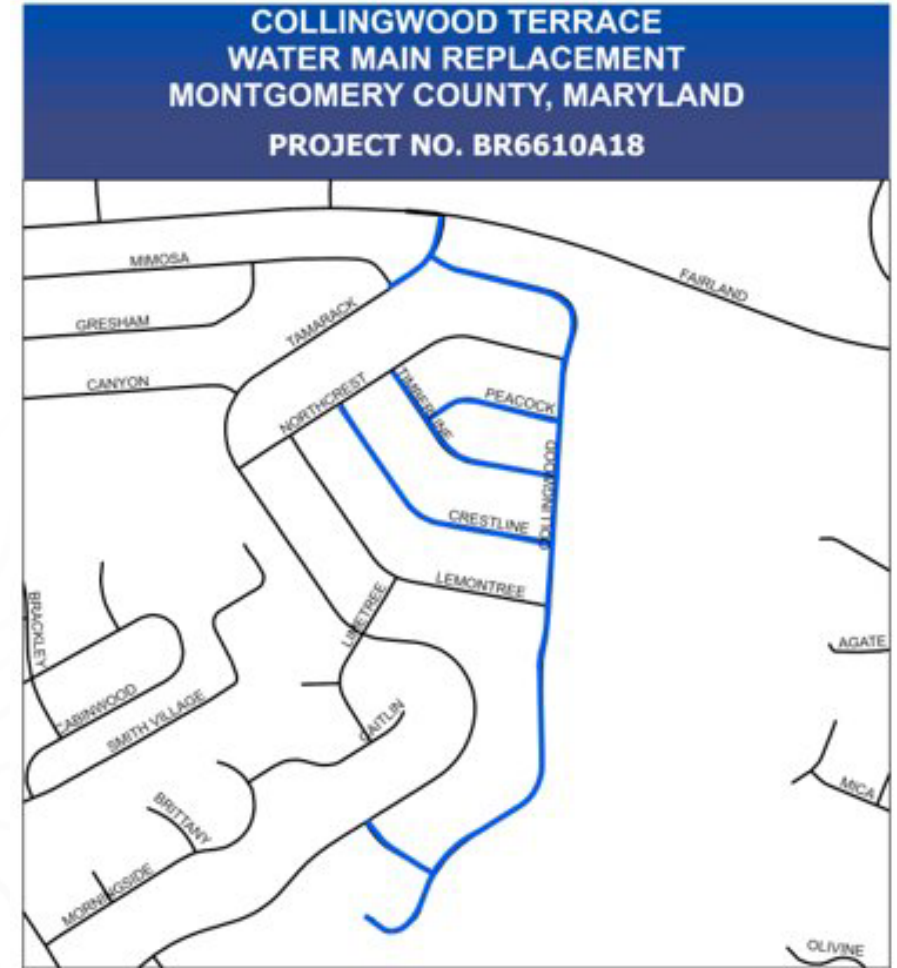 COLLINGWOOD TERRACE
WATER MAIN REPLACEMENT
MONTGOMERY COUNTY, MARYLAND
PROJECT NO. BR6610A18
MIMOSA
FAIRLAND
GRESHAM
TAMARACK
CANYON
NORTHCREST
TIMBERLINE
PEACOCK
COLLINGWOOD
CRESTLINE
LEMONTREE
LIMETREE
BRACKLEY
AGATE
CABINWOOD
SMITH VILLAGE
CAITLIN
MICA
BRITTANY
MORNINGSIDE
OLIVINE